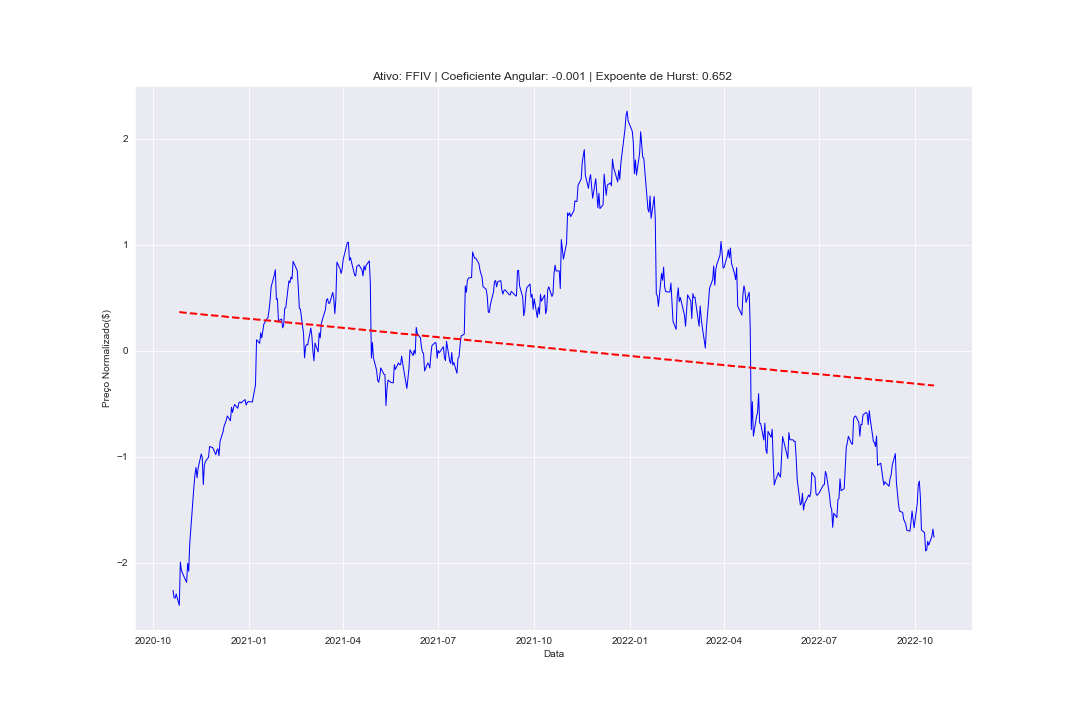 Ativo: FFIV | Coeficiente Angular: -0.001 | Expoente de Hurst: 0.652
Preço Normalizado($)
2
1
0
−1
−2
2020-10 2021-01 2021-04 2021-07 2021-10 2022-01 2022-04 2022-07 2022-10
Data